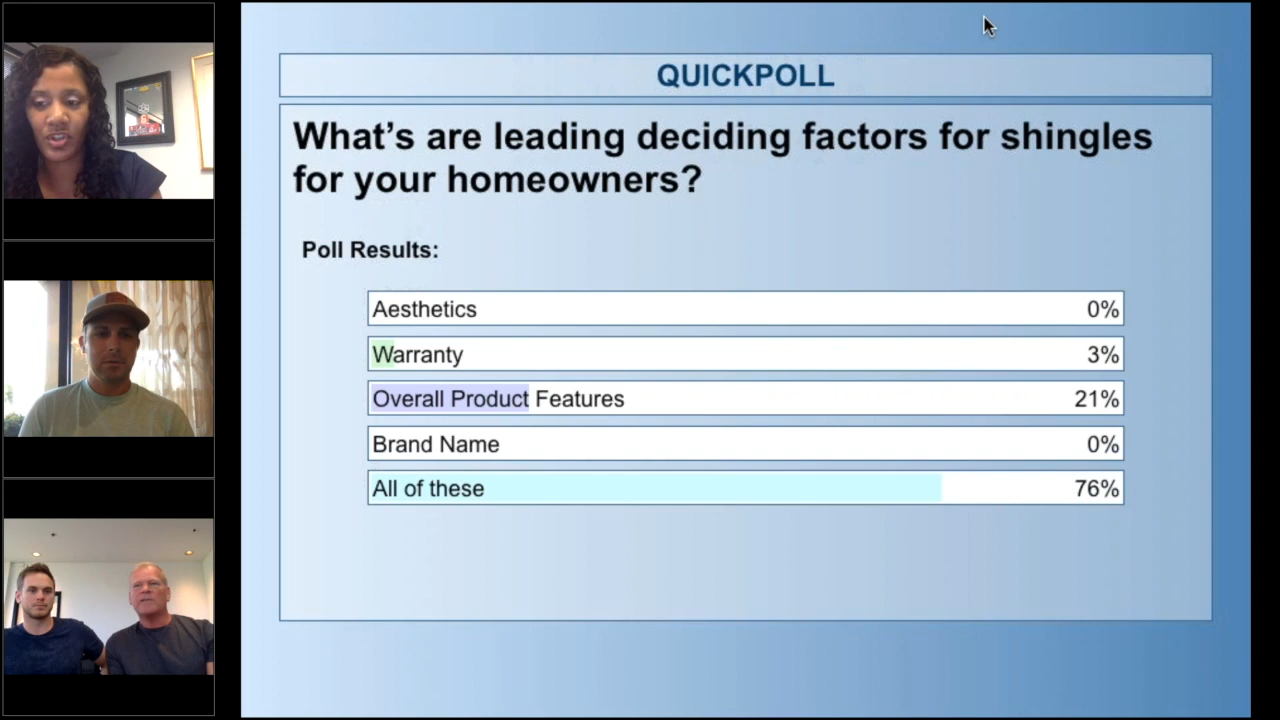 QUICKPOLL
What's are leading deciding factors for shingles
for your homeowners?
Poll Results:
Aesthetics 0%
Warranty 3%
Overall Product Features 21%
Brand Name 0%
All of these 76%